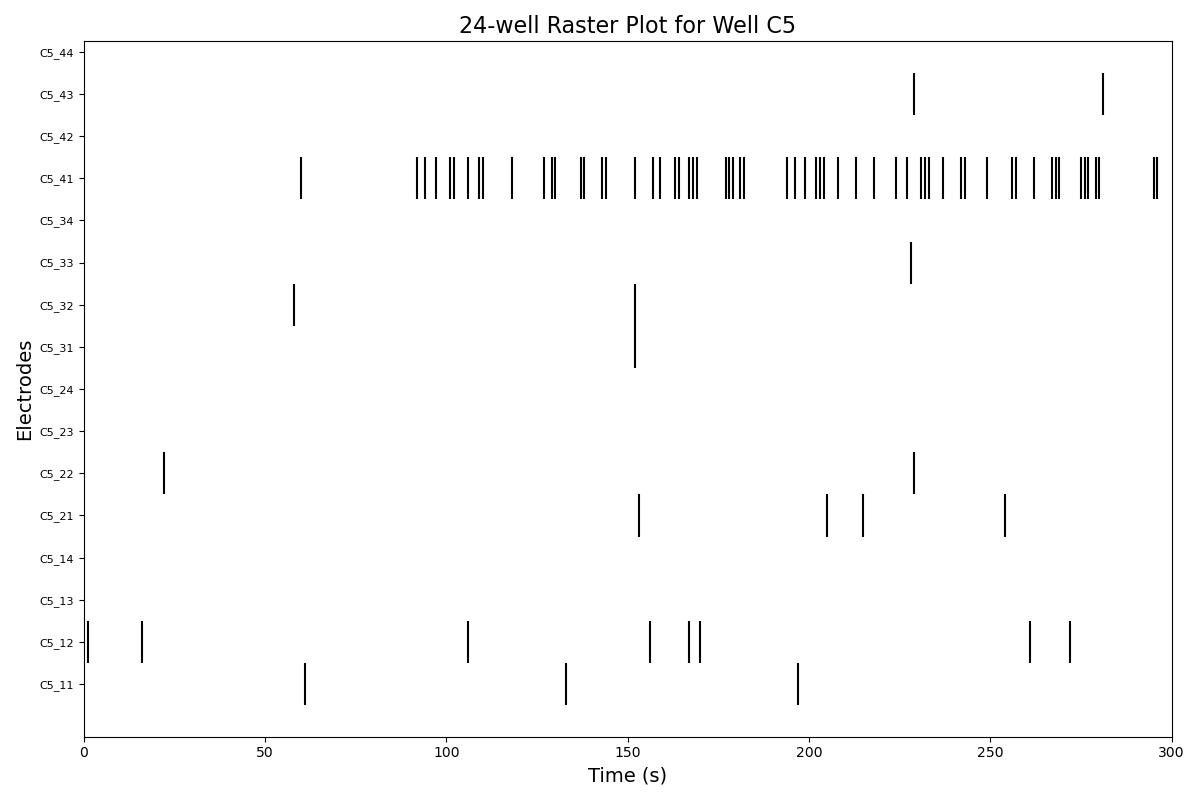 24-well Raster Plot for Well C5
C5_44
C5_43
C5_42
C5_41
C5_34
C5_33
C5_32
C5_31
C5_24
C5_23
C5_22
C5_21
C5_14
C5_13
C5_12
C5_11
Electrodes
0 50 100 150 200 250 300
Time (s)